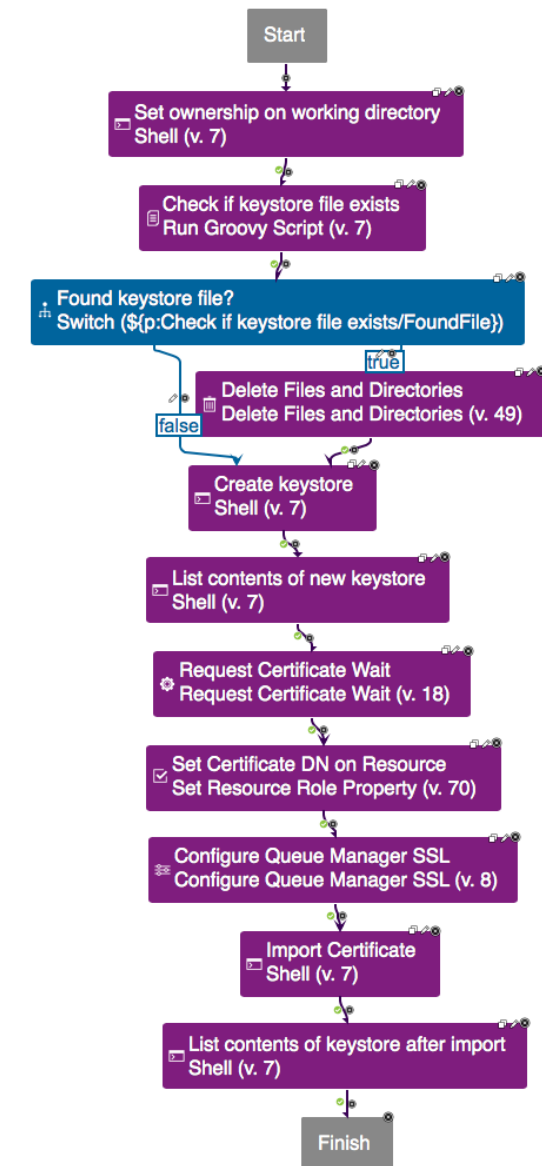 Start
Set ownership on working directory
Shell (v. 7)
Check if keystore file exists
Run Groovy Script (v. 7)
Found keystore file?
Switch (${p:Check if keystore file exists/FoundFile})
true
Delete Files and Directories
Delete Files and Directories (v. 49)
false
Create keystore
Shell (v. 7)
List contents of new keystore
Shell (v. 7)
Request Certificate Wait
Request Certificate Wait (v. 18)
Set Certificate DN on Resource
Set Resource Role Property (v. 70)
Configure Queue Manager SSL
Configure Queue Manager SSL (v. 8)
Import Certificate
Shell (v. 7)
List contents of keystore after import
Shell (v. 7)
Finish